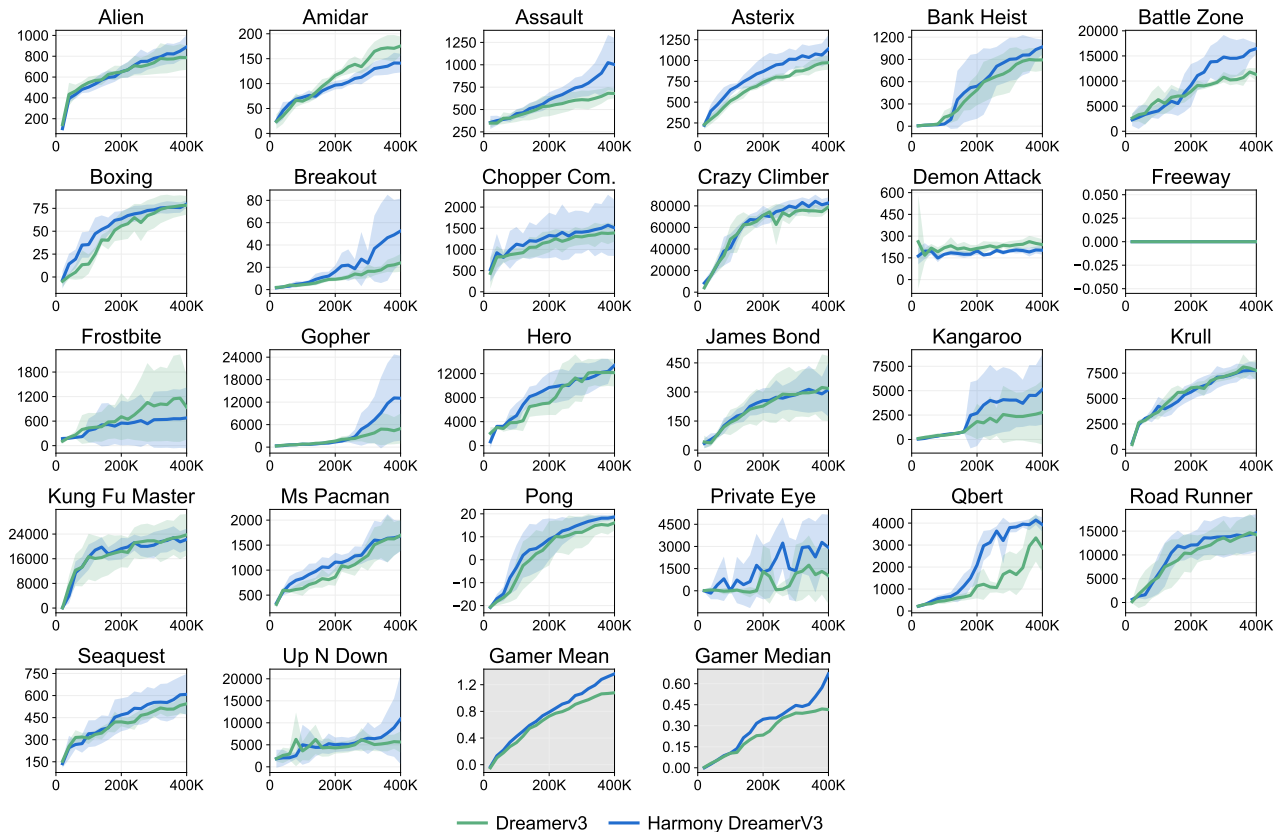 Alien Amidar Assault Asterix Bank Heist Battle Zone
1000 800 600 400 200 0 200K 400K
200 150 100 50 0 0 200K 400K
1250 1000 750 500 250 0 200K 400K
1250 1000 750 500 250 0 200K 400K
1200 900 600 300 0 0 200K 400K
20000 15000 10000 5000 0 0 200K 400K
Boxing Breakout Chopper Com. Crazy Climber Demon Attack Freeway
75 50 25 0 0 200K 400K
80 60 40 20 0 0 200K 400K
2000 1500 1000 500 0 0 200K 400K
80000 60000 40000 20000 0 0 200K 400K
600 450 300 150 0 0 200K 400K
0.050 0.025 0.000 −0.025 −0.050 0 200K 400K
Frostbite Gopher Hero James Bond Kangaroo Krull
1800 1200 600 0 0 200K 400K
24000 18000 12000 6000 0 0 200K 400K
12000 8000 4000 0 0 200K 400K
450 300 150 0 0 200K 400K
7500 5000 2500 0 0 200K 400K
7500 5000 2500 0 0 200K 400K
Kung Fu Master Ms Pacman Pong Private Eye Qbert Road Runner
24000 16000 8000 0 0 200K 400K
2000 1500 1000 500 0 200K 400K
20 10 0 −10 −20 0 200K 400K
4500 3000 1500 0 0 200K 400K
4000 3000 2000 1000 0 0 200K 400K
15000 10000 5000 0 0 200K 400K
Seaquest Up N Down Gamer Mean Gamer Median
750 600 450 300 150 0 200K 400K
20000 15000 10000 5000 0 0 200K 400K
1.2 0.8 0.4 0.0 0 200K 400K
0.60 0.45 0.30 0.15 0.00 0 200K 400K
Dreamerv3 Harmony DreamerV3